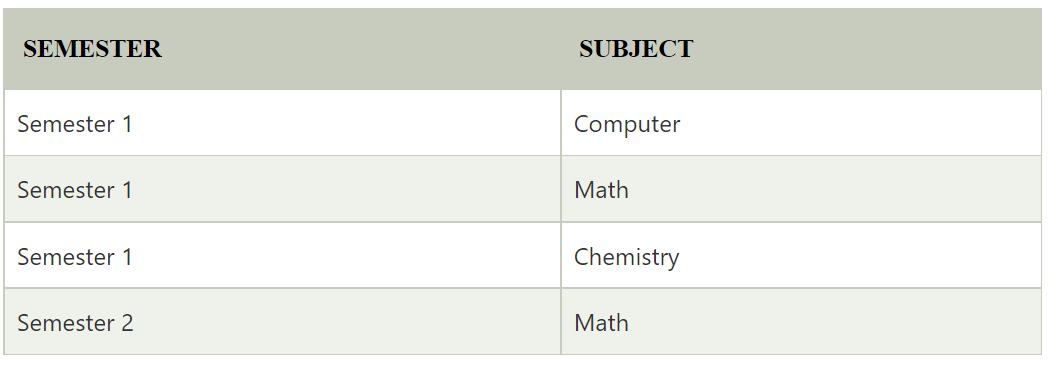 SEMESTER SUBJECT
Semester 1 Computer
Semester 1 Math
Semester 1 Chemistry
Semester 2 Math